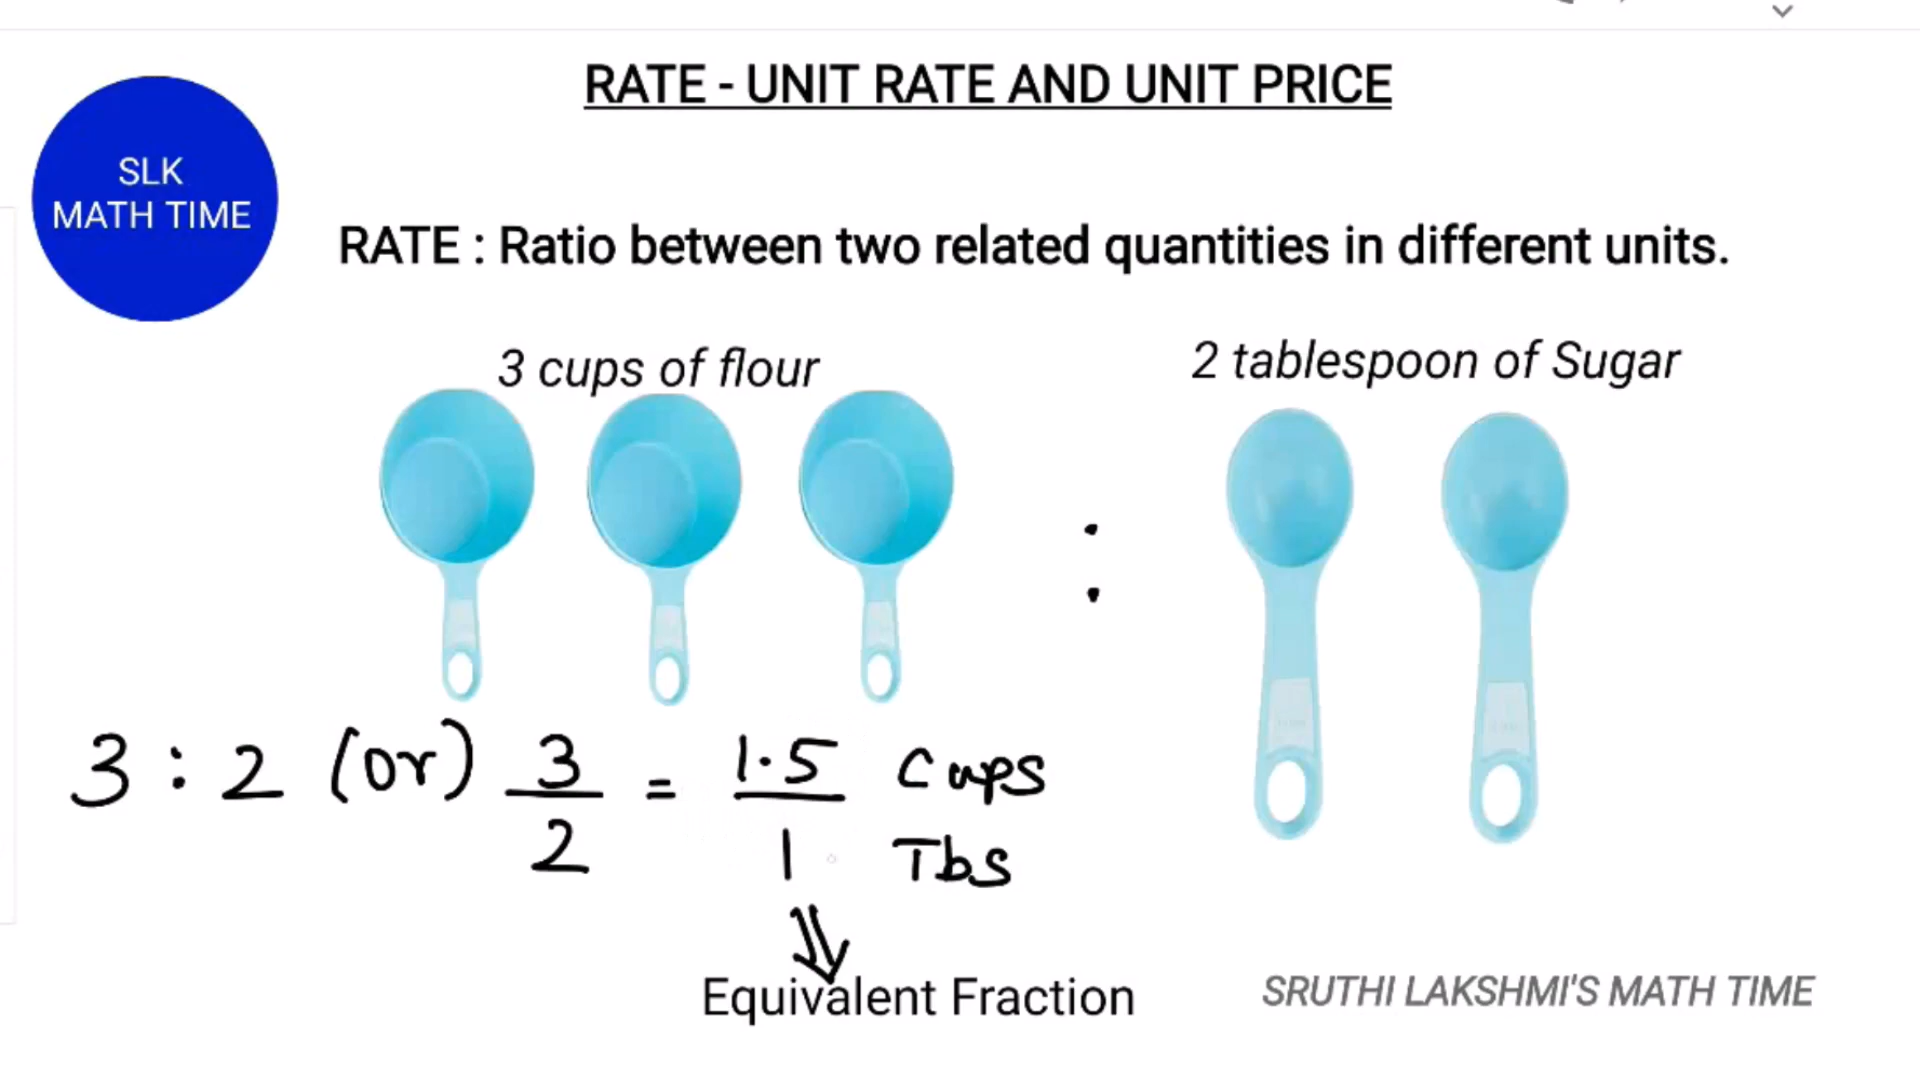 RATE - UNIT RATE AND UNIT PRICE
SLK
MATH TIME
RATE : Ratio between two related quantities in different units.
3 cups of flour
2 tablespoon of Sugar
:
3 : 2 (or) 3/2 = 1.5/1 Cups/Tbs
Equivalent Fraction
SRUTHI LAKSHMI'S MATH TIME